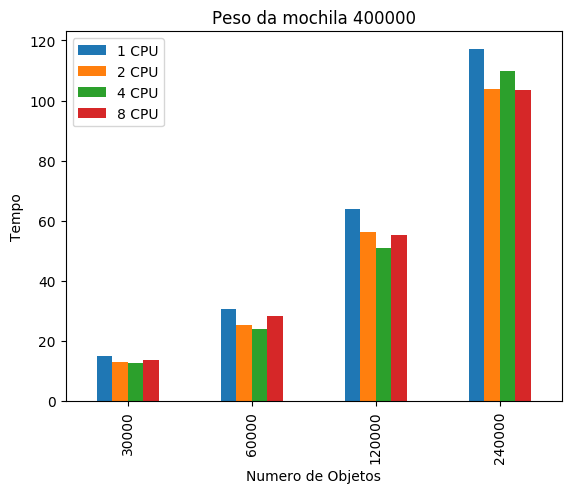 Peso da mochila 400000
1 CPU
2 CPU
4 CPU
8 CPU
Tempo
120
100
80
60
40
20
0
30000
60000
120000
240000
Numero de Objetos